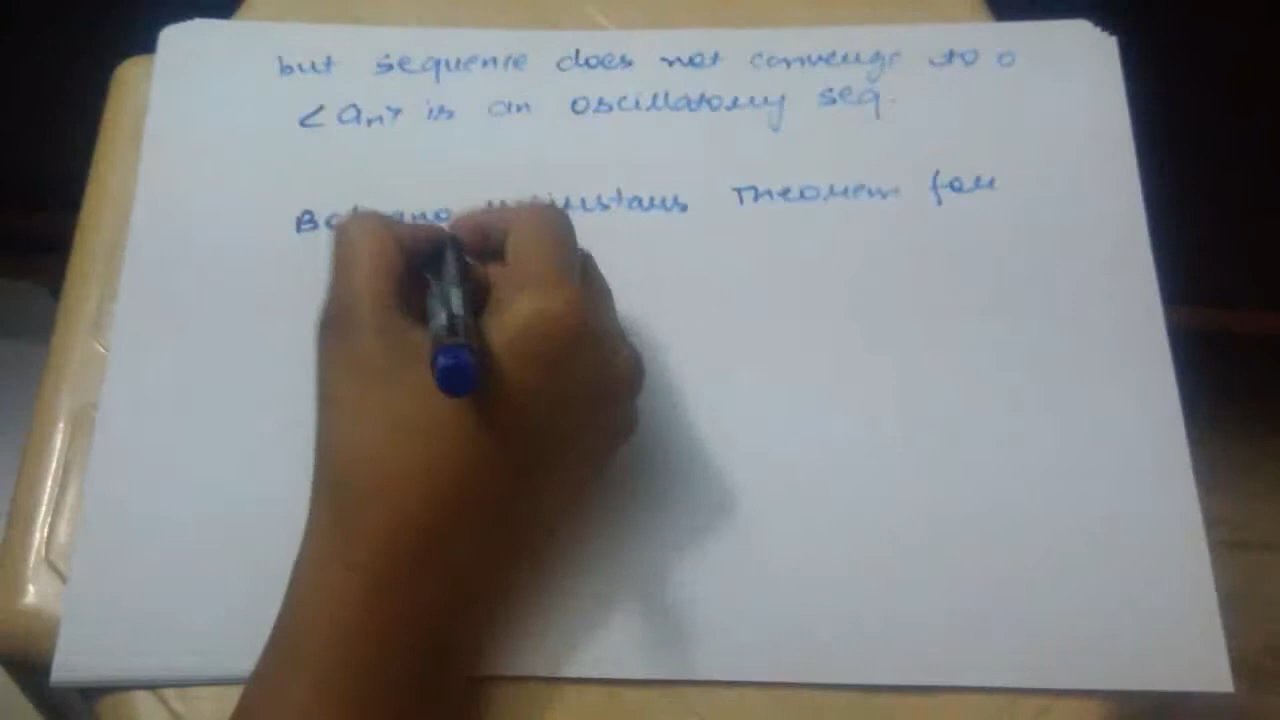 but sequence does not converge to 0
<an> is an oscillatory seq.
Theorem for